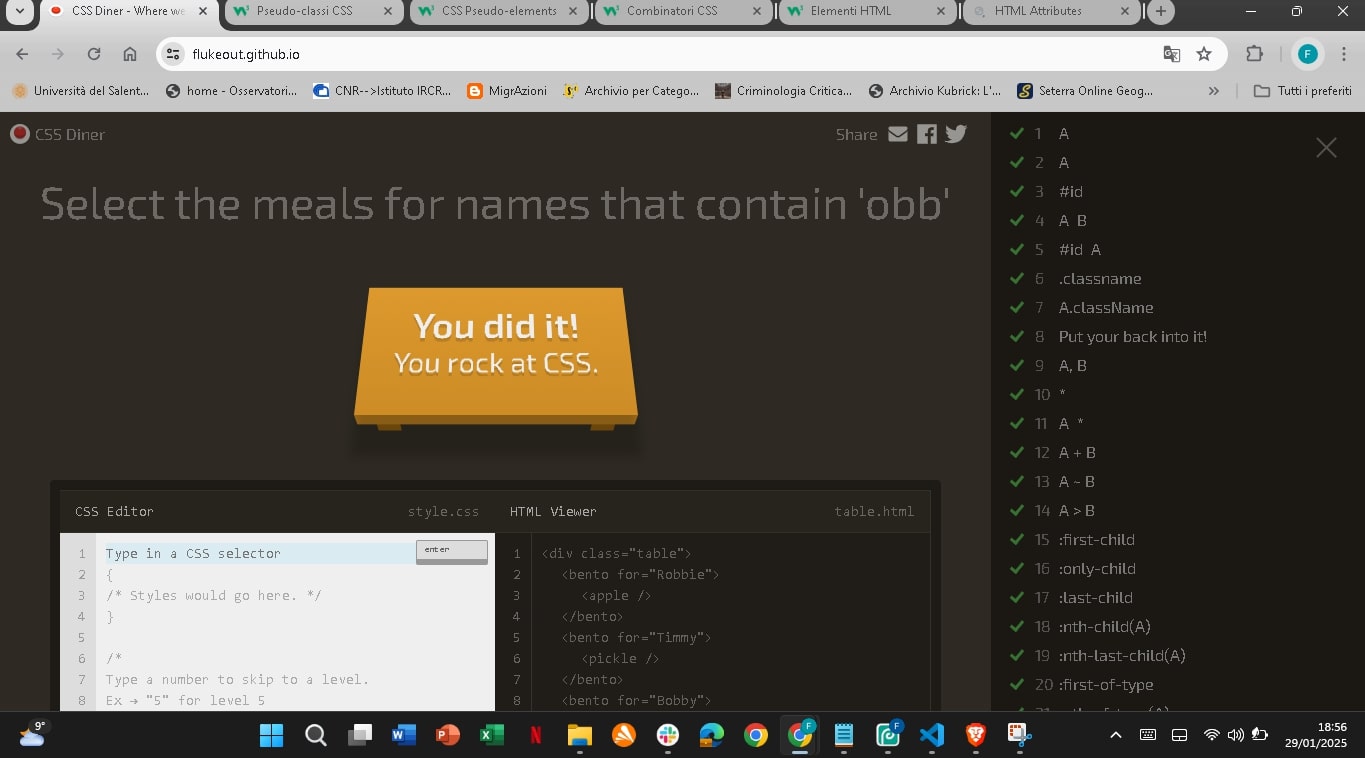 CSS Diner - Where we
Pseudo-classi CSS
CSS Pseudo-elements
Combinatori CSS
Elementi HTML
HTML Attributes
flukeout.github.io
F
Università del Salent...
home - Osservatori...
CNR-->Istituto IRCR...
MigrAzioni
Archivio per Catego...
Criminologia Critica...
Archivio Kubrick: L'...
Seterra Online Geog...
»
Tutti i preferiti
CSS Diner
Share
Select the meals for names that contain 'obb'
You did it!
You rock at CSS.
CSS Editor
style.css
HTML Viewer
table.html
1 Type in a CSS selector
enter
2 {
3 /* Styles would go here. */
4 }
5
6 /*
7 Type a number to skip to a level.
8 Ex → "5" for level 5
1 <div class="table">
2 <bento for="Robbie">
3 <apple />
4 </bento>
5 <bento for="Timmy">
6 <pickle />
7 </bento>
8 <bento for="Bobby">
1 A
2 A
3 #id
4 A B
5 #id A
6 .classname
7 A.className
8 Put your back into it!
9 A, B
10 *
11 A *
12 A + B
13 A ~ B
14 A > B
15 :first-child
16 :only-child
17 :last-child
18 :nth-child(A)
19 :nth-last-child(A)
20 :first-of-type
9°
18:56
29/01/2025